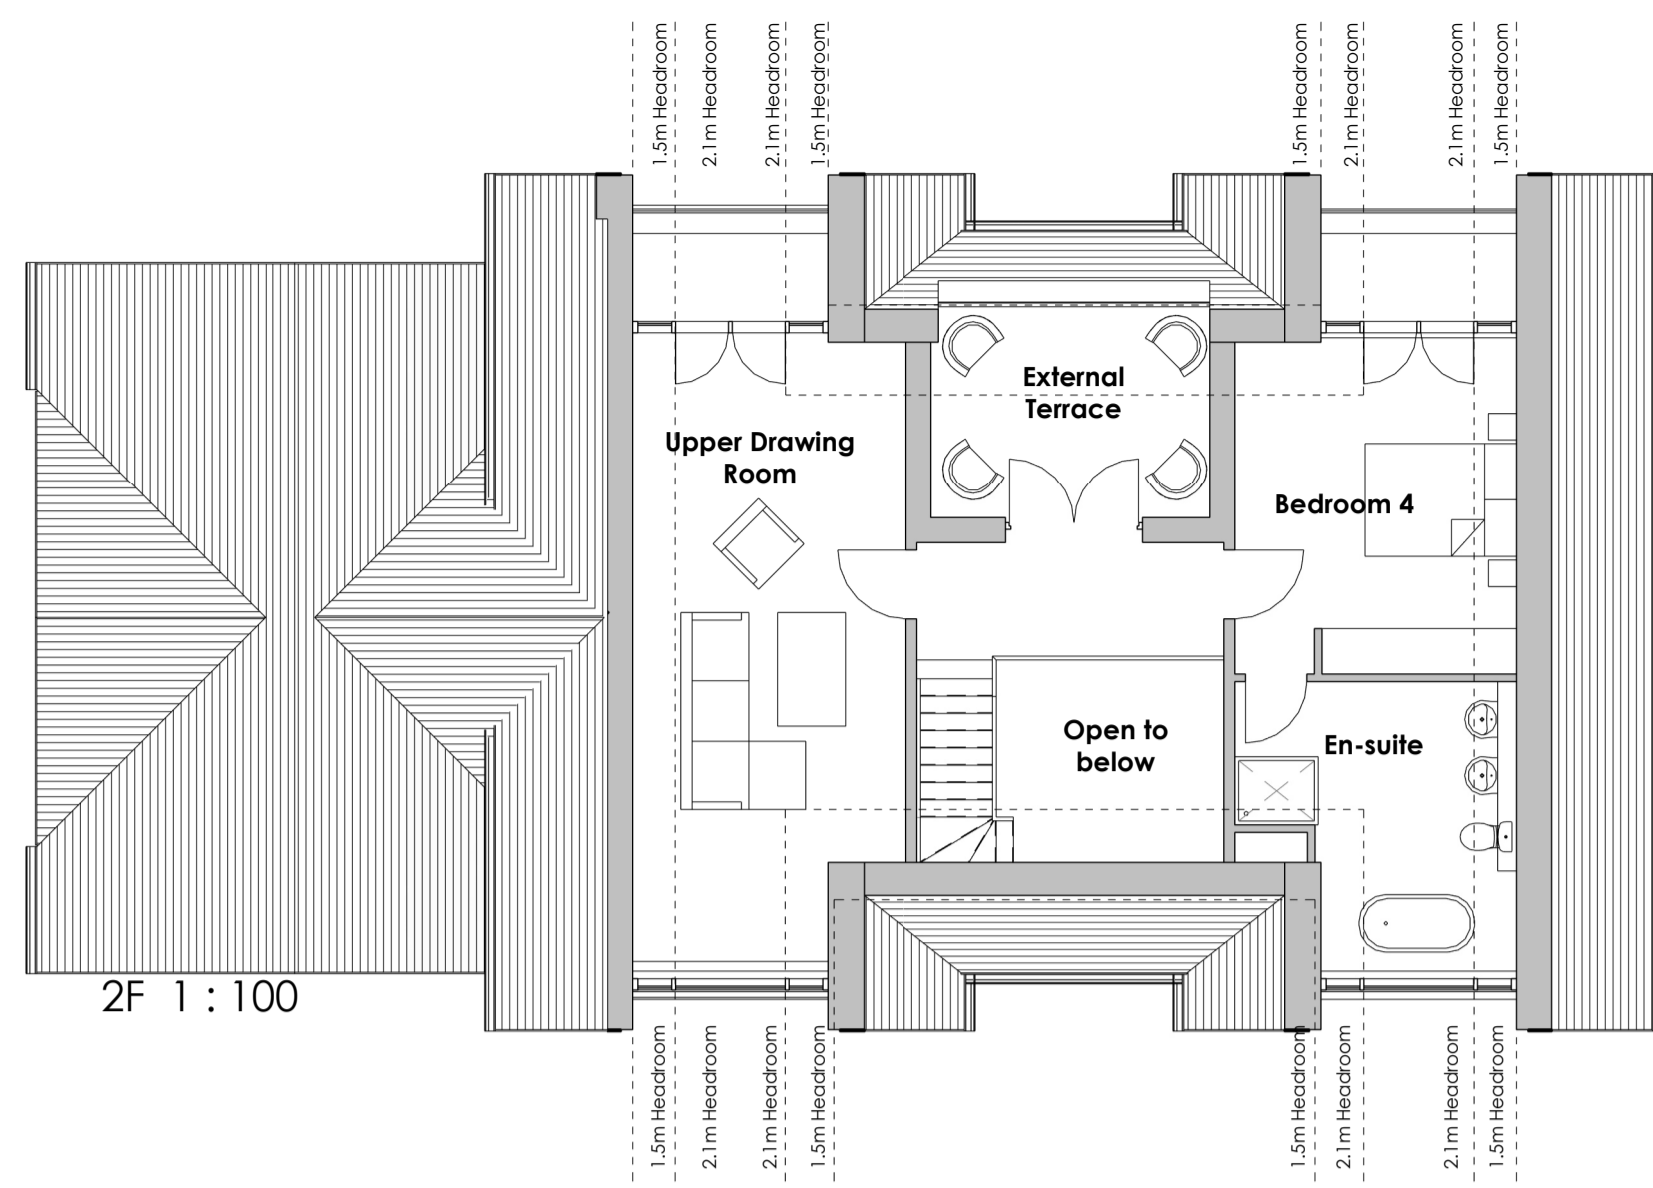 1.5m Headroom
2.1m Headroom
2.1m Headroom
1.5m Headroom
1.5m Headroom
2.1m Headroom
2.1m Headroom
1.5m Headroom
External
Terrace
Upper Drawing
Room
Bedroom 4
Open to
below
En-suite
2F 1 : 100
1.5m Headroom
2.1m Headroom
2.1m Headroom
1.5m Headroom
1.5m Headroom
2.1m Headroom
2.1m Headroom
1.5m Headroom